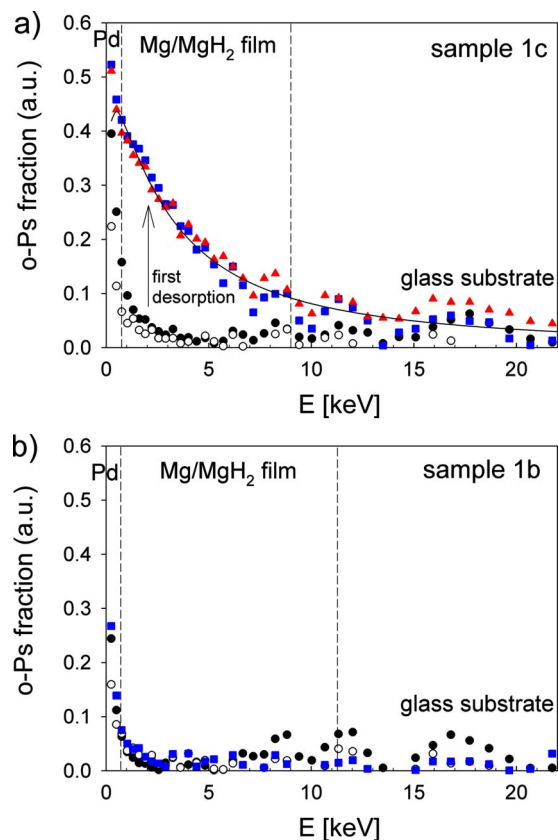 a)
0.6
Pd
Mg/MgH₂ film
sample 1c
0.5
0.4
0.3
0.2
0.1
0.0
o-Ps fraction (a.u.)
first
desorption
glass substrate
0
5
10
15
20
E [keV]
b)
0.6
Pd
Mg/MgH₂ film
sample 1b
0.5
0.4
0.3
0.2
0.1
0.0
o-Ps fraction (a.u.)
glass substrate
0
5
10
15
20
E [keV]